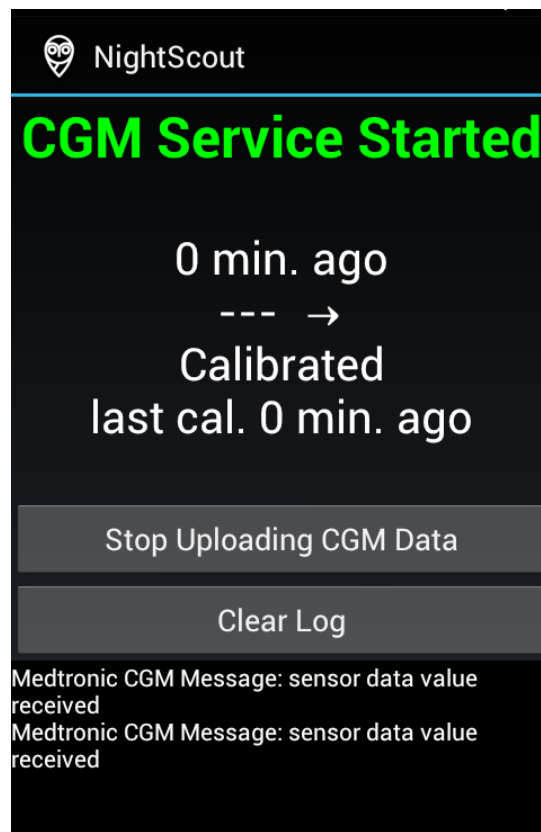 NightScout
CGM Service Started
0 min. ago
--- →
Calibrated
last cal. 0 min. ago
Stop Uploading CGM Data
Clear Log
Medtronic CGM Message: sensor data value
received
Medtronic CGM Message: sensor data value
received